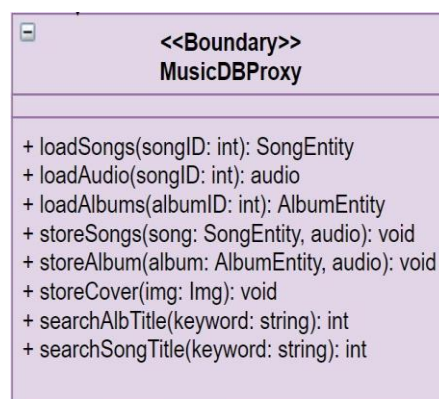 <<Boundary>>
MusicDBProxy
+ loadSongs(songID: int): SongEntity
+ loadAudio(songID: int): audio
+ loadAlbums(albumID: int): AlbumEntity
+ storeSongs(song: SongEntity, audio): void
+ storeAlbum(album: AlbumEntity, audio): void
+ storeCover(img: Img): void
+ searchAlbTitle(keyword: string): int
+ searchSongTitle(keyword: string): int